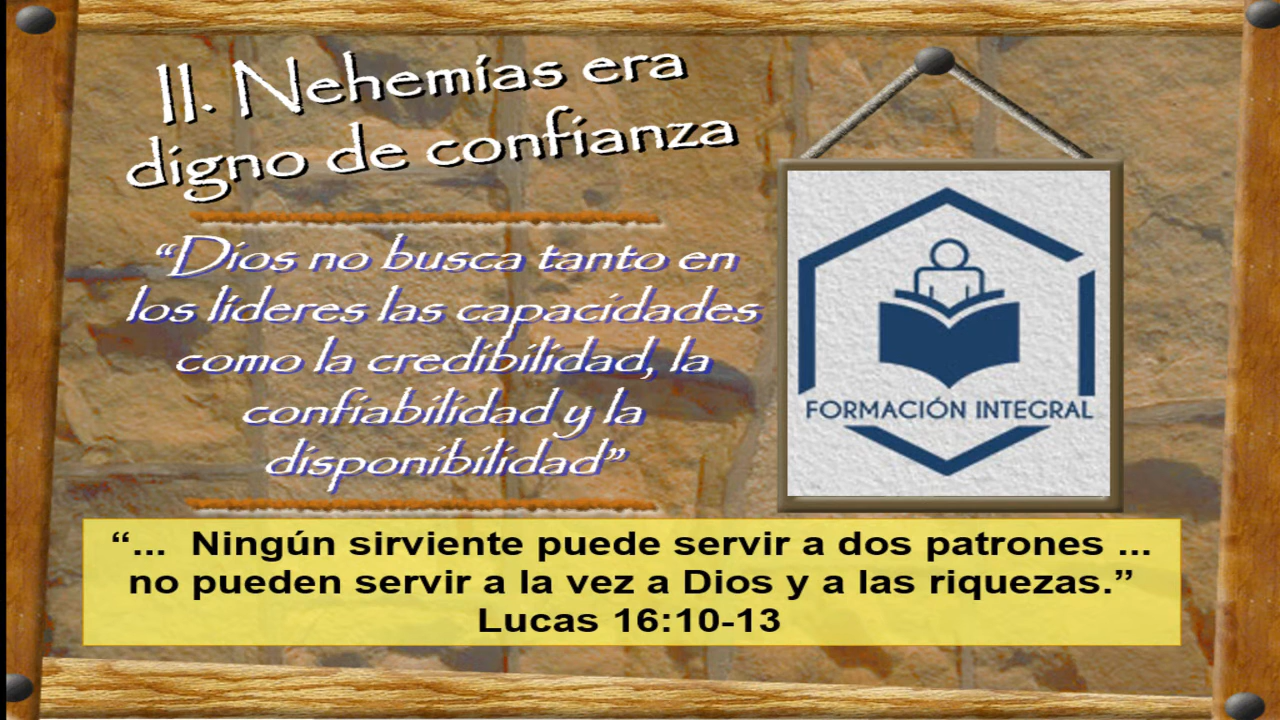 II. Nehemías era
digno de confianza
“Dios no busca tanto en
los líderes las capacidades
como la credibilidad, la
confiabilidad y la
disponibilidad”
FORMACIÓN INTEGRAL
“... Ningún sirviente puede servir a dos patrones ...
no pueden servir a la vez a Dios y a las riquezas.”
Lucas 16:10-13